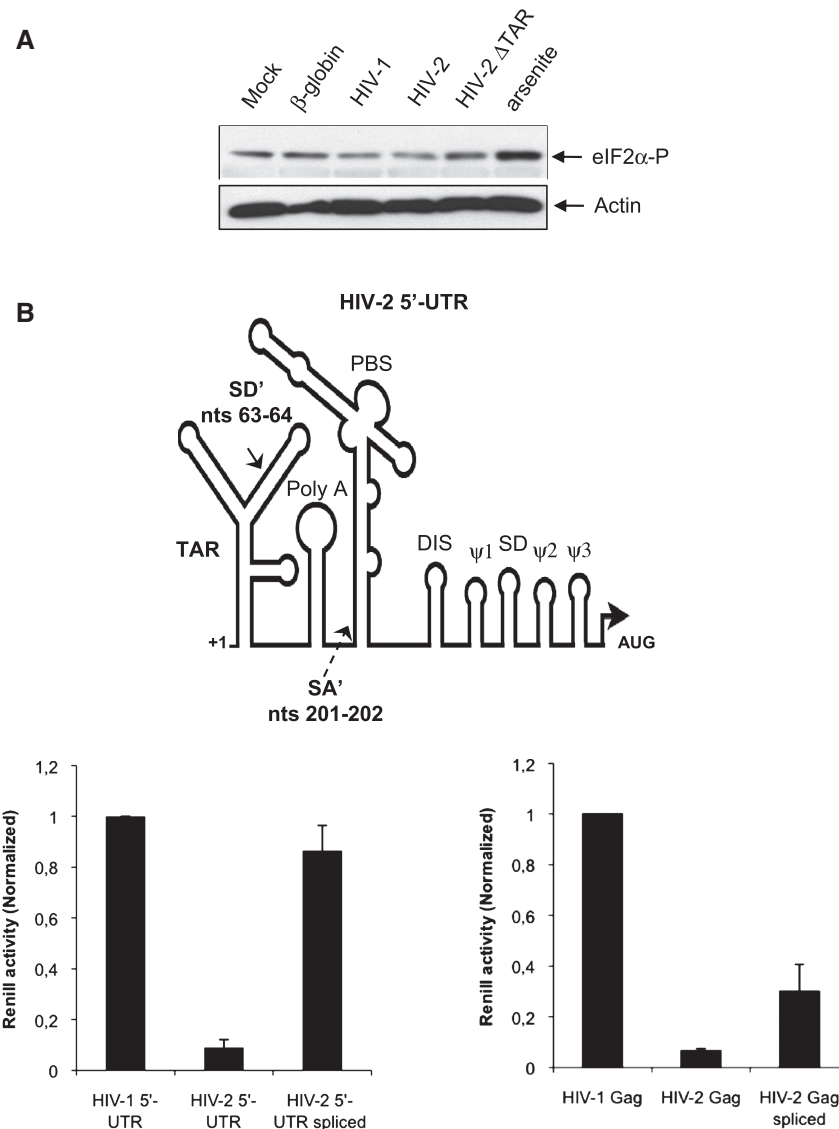 A
Mock
β-globin
HIV-1
HIV-2
HIV-2 ΔTAR
arsenite
eIF2α-P
Actin
B
HIV-2 5'-UTR
PBS
SD'
nts 63-64
Poly A
TAR
DIS
ψ1
SD
ψ2
ψ3
+1
AUG
SA'
nts 201-202
Renill activity (Normalized)
1,2
1
0,8
0,6
0,4
0,2
0
HIV-1 5'-
UTR
HIV-2 5'-
UTR
HIV-2 5'-
UTR spliced
Renill activity (Normalized)
1,2
1
0,8
0,6
0,4
0,2
0
HIV-1 Gag
HIV-2 Gag
HIV-2 Gag
spliced